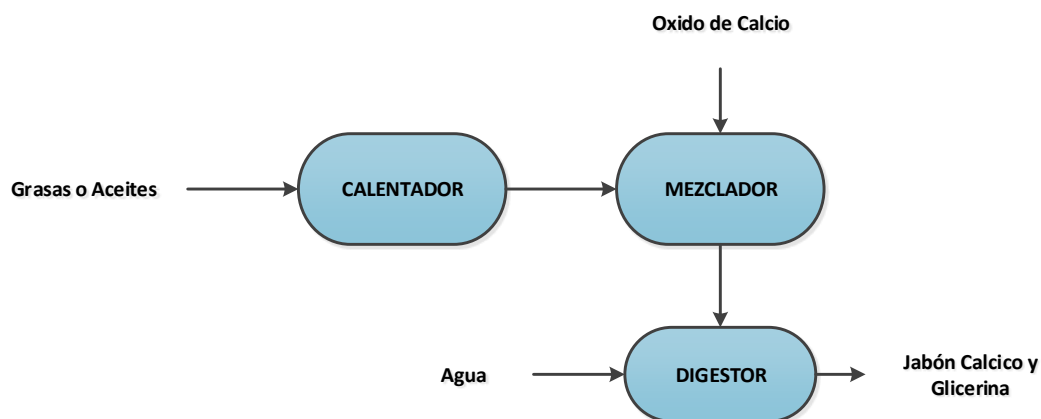 Oxido de Calcio
Grasas o Aceites
CALENTADOR
MEZCLADOR
Agua
DIGESTOR
Jabón Calcico y
Glicerina